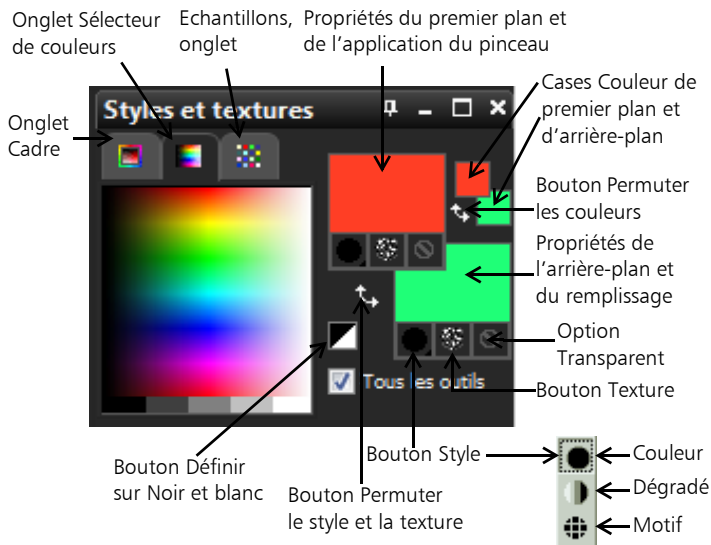 Onglet Sélecteur
de couleurs
Echantillons,
onglet
Propriétés du premier plan et
de l'application du pinceau
Cases Couleur de
premier plan et
d'arrière-plan
Onglet
Cadre
Styles et textures
Bouton Permuter
les couleurs
Propriétés de
l'arrière-plan et
du remplissage
Option
Transparent
Tous les outils
Bouton Texture
Bouton Style
Couleur
Dégradé
Motif
Bouton Définir
sur Noir et blanc
Bouton Permuter
le style et la texture